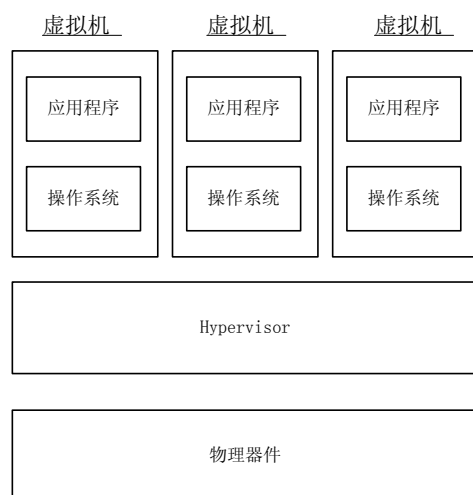 虚拟机 虚拟机 虚拟机
应用程序 应用程序 应用程序
操作系统 操作系统 操作系统
Hypervisor
物理器件